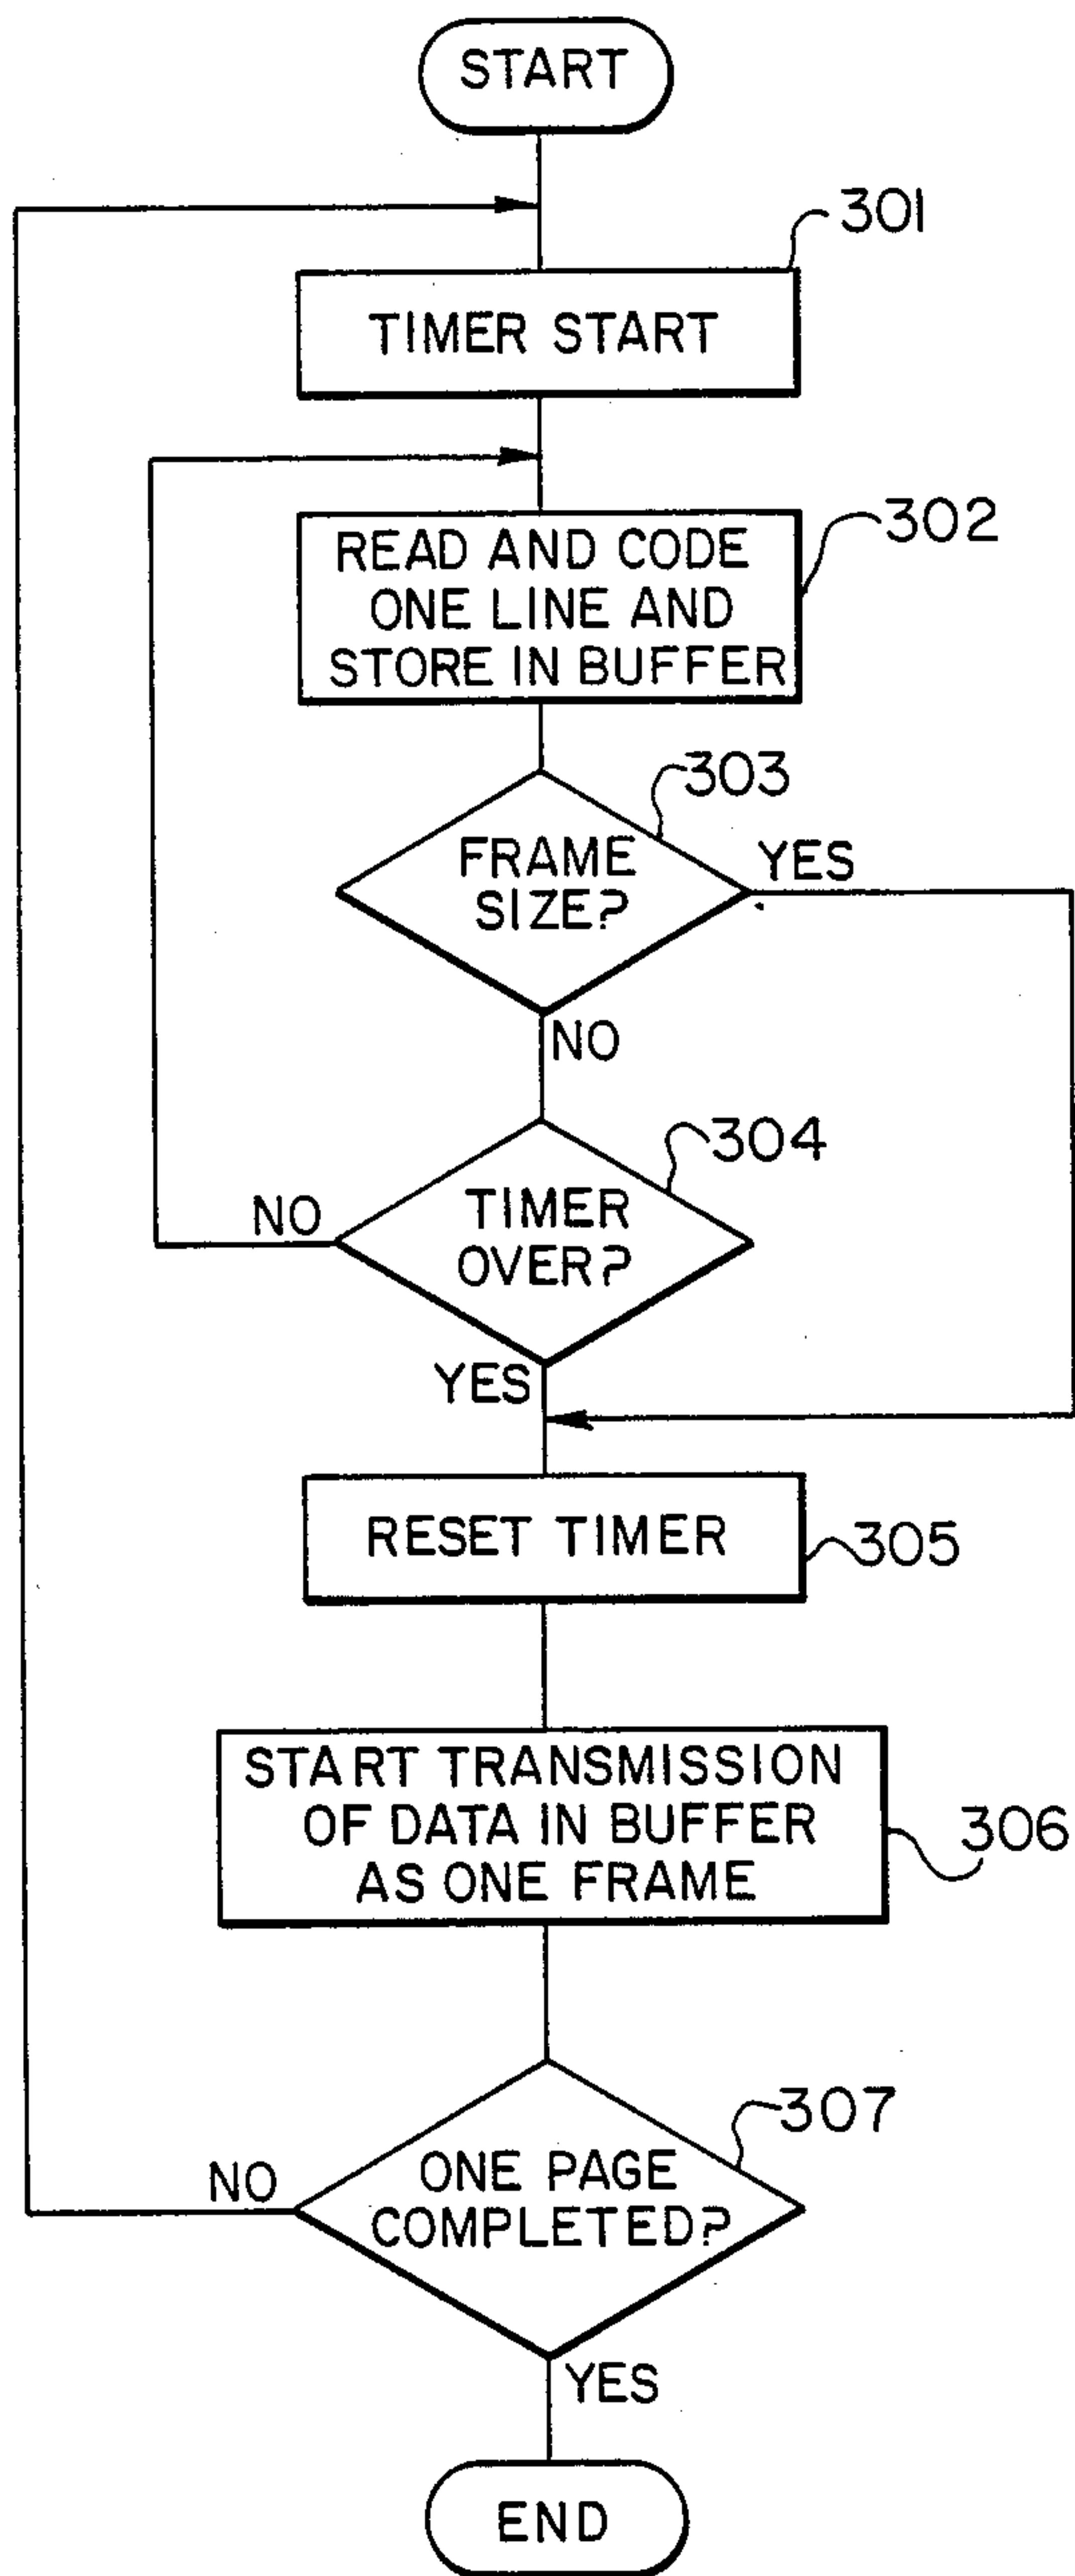 START
301
TIMER START
302
READ AND CODE
ONE LINE AND
STORE IN BUFFER
303
FRAME
SIZE?
YES
NO
304
TIMER
OVER?
NO
YES
RESET TIMER
305
START TRANSMISSION
OF DATA IN BUFFER
AS ONE FRAME
306
307
ONE PAGE
COMPLETED?
NO
YES
END